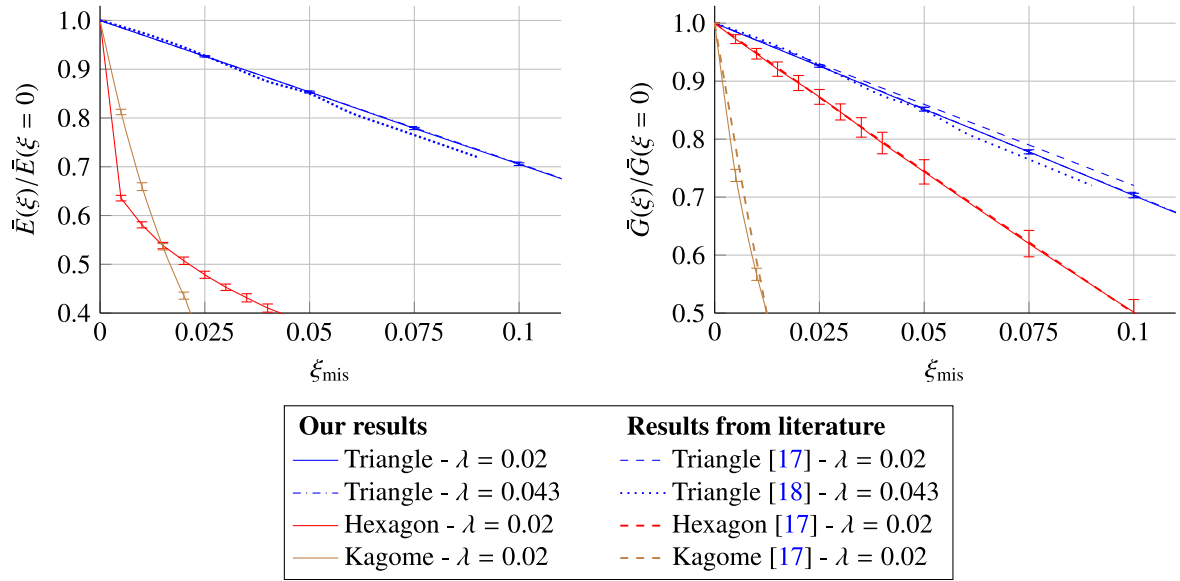 1.0
0.9
0.8
0.7
0.6
0.5
0.4
0
0.025
0.05
0.075
0.1
Ē(ξ)/Ē(ξ = 0)
ξmis
1.0
0.9
0.8
0.7
0.6
0.5
0
0.025
0.05
0.075
0.1
Ḡ(ξ)/Ḡ(ξ = 0)
ξmis
Our results
Triangle - λ = 0.02
Triangle - λ = 0.043
Hexagon - λ = 0.02
Kagome - λ = 0.02
Results from literature
Triangle [17] - λ = 0.02
Triangle [18] - λ = 0.043
Hexagon [17] - λ = 0.02
Kagome [17] - λ = 0.02